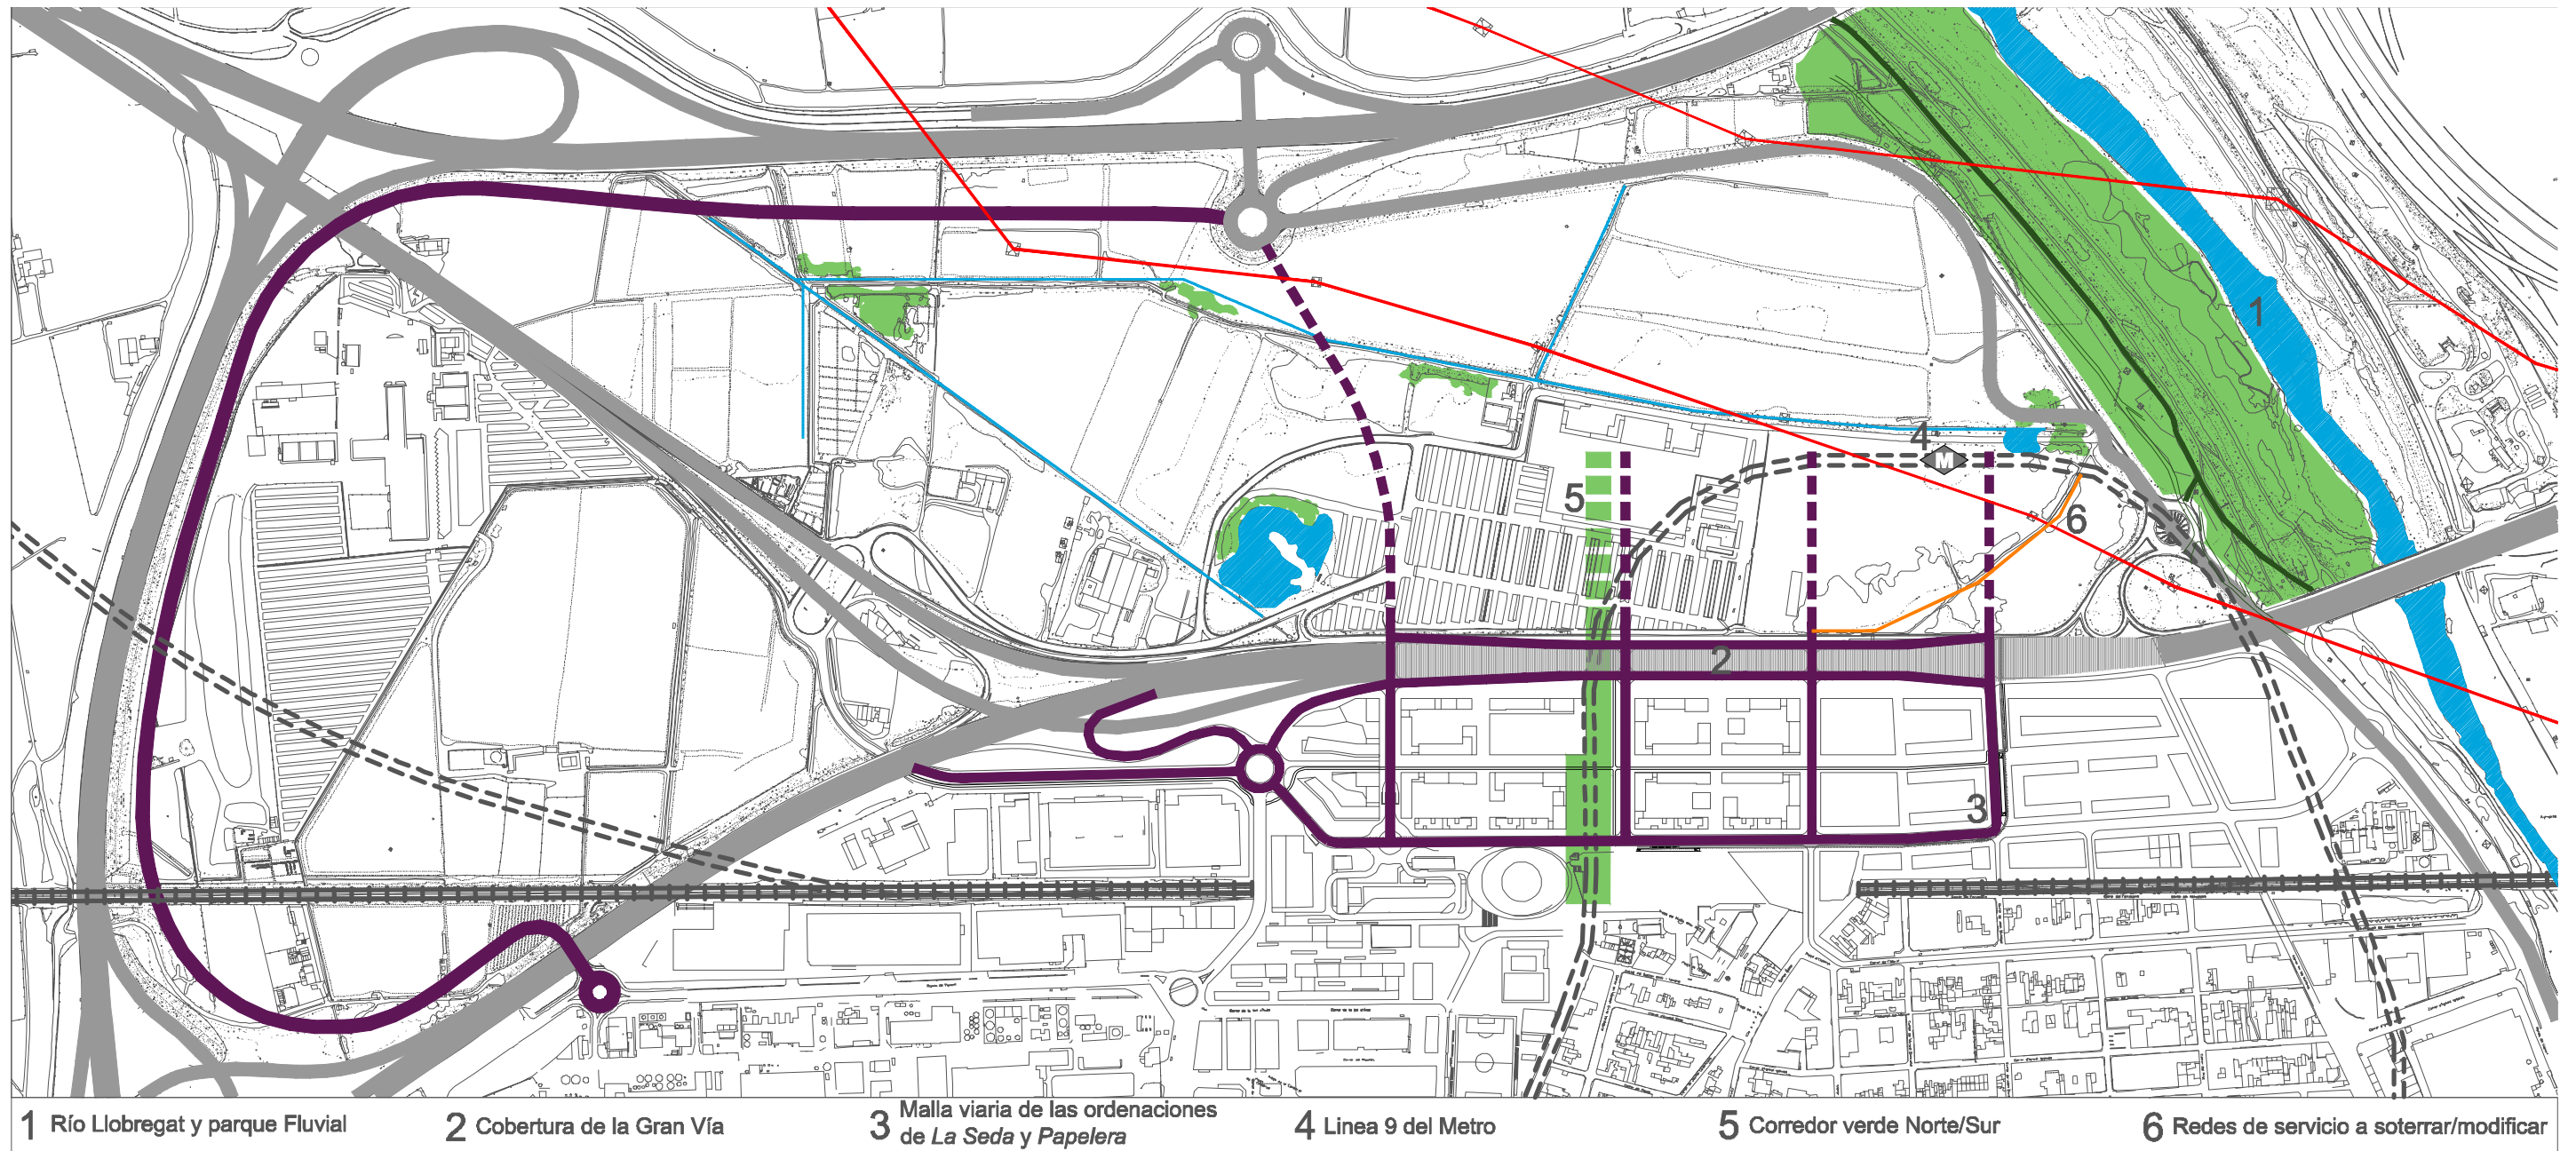 1
4
5
6
2
3
M
1 Río Llobregat y parque Fluvial
2 Cobertura de la Gran Vía
3 Malla viaria de las ordenaciones
de La Seda y Papelera
4 Linea 9 del Metro
5 Corredor verde Norte/Sur
6 Redes de servicio a soterrar/modificar